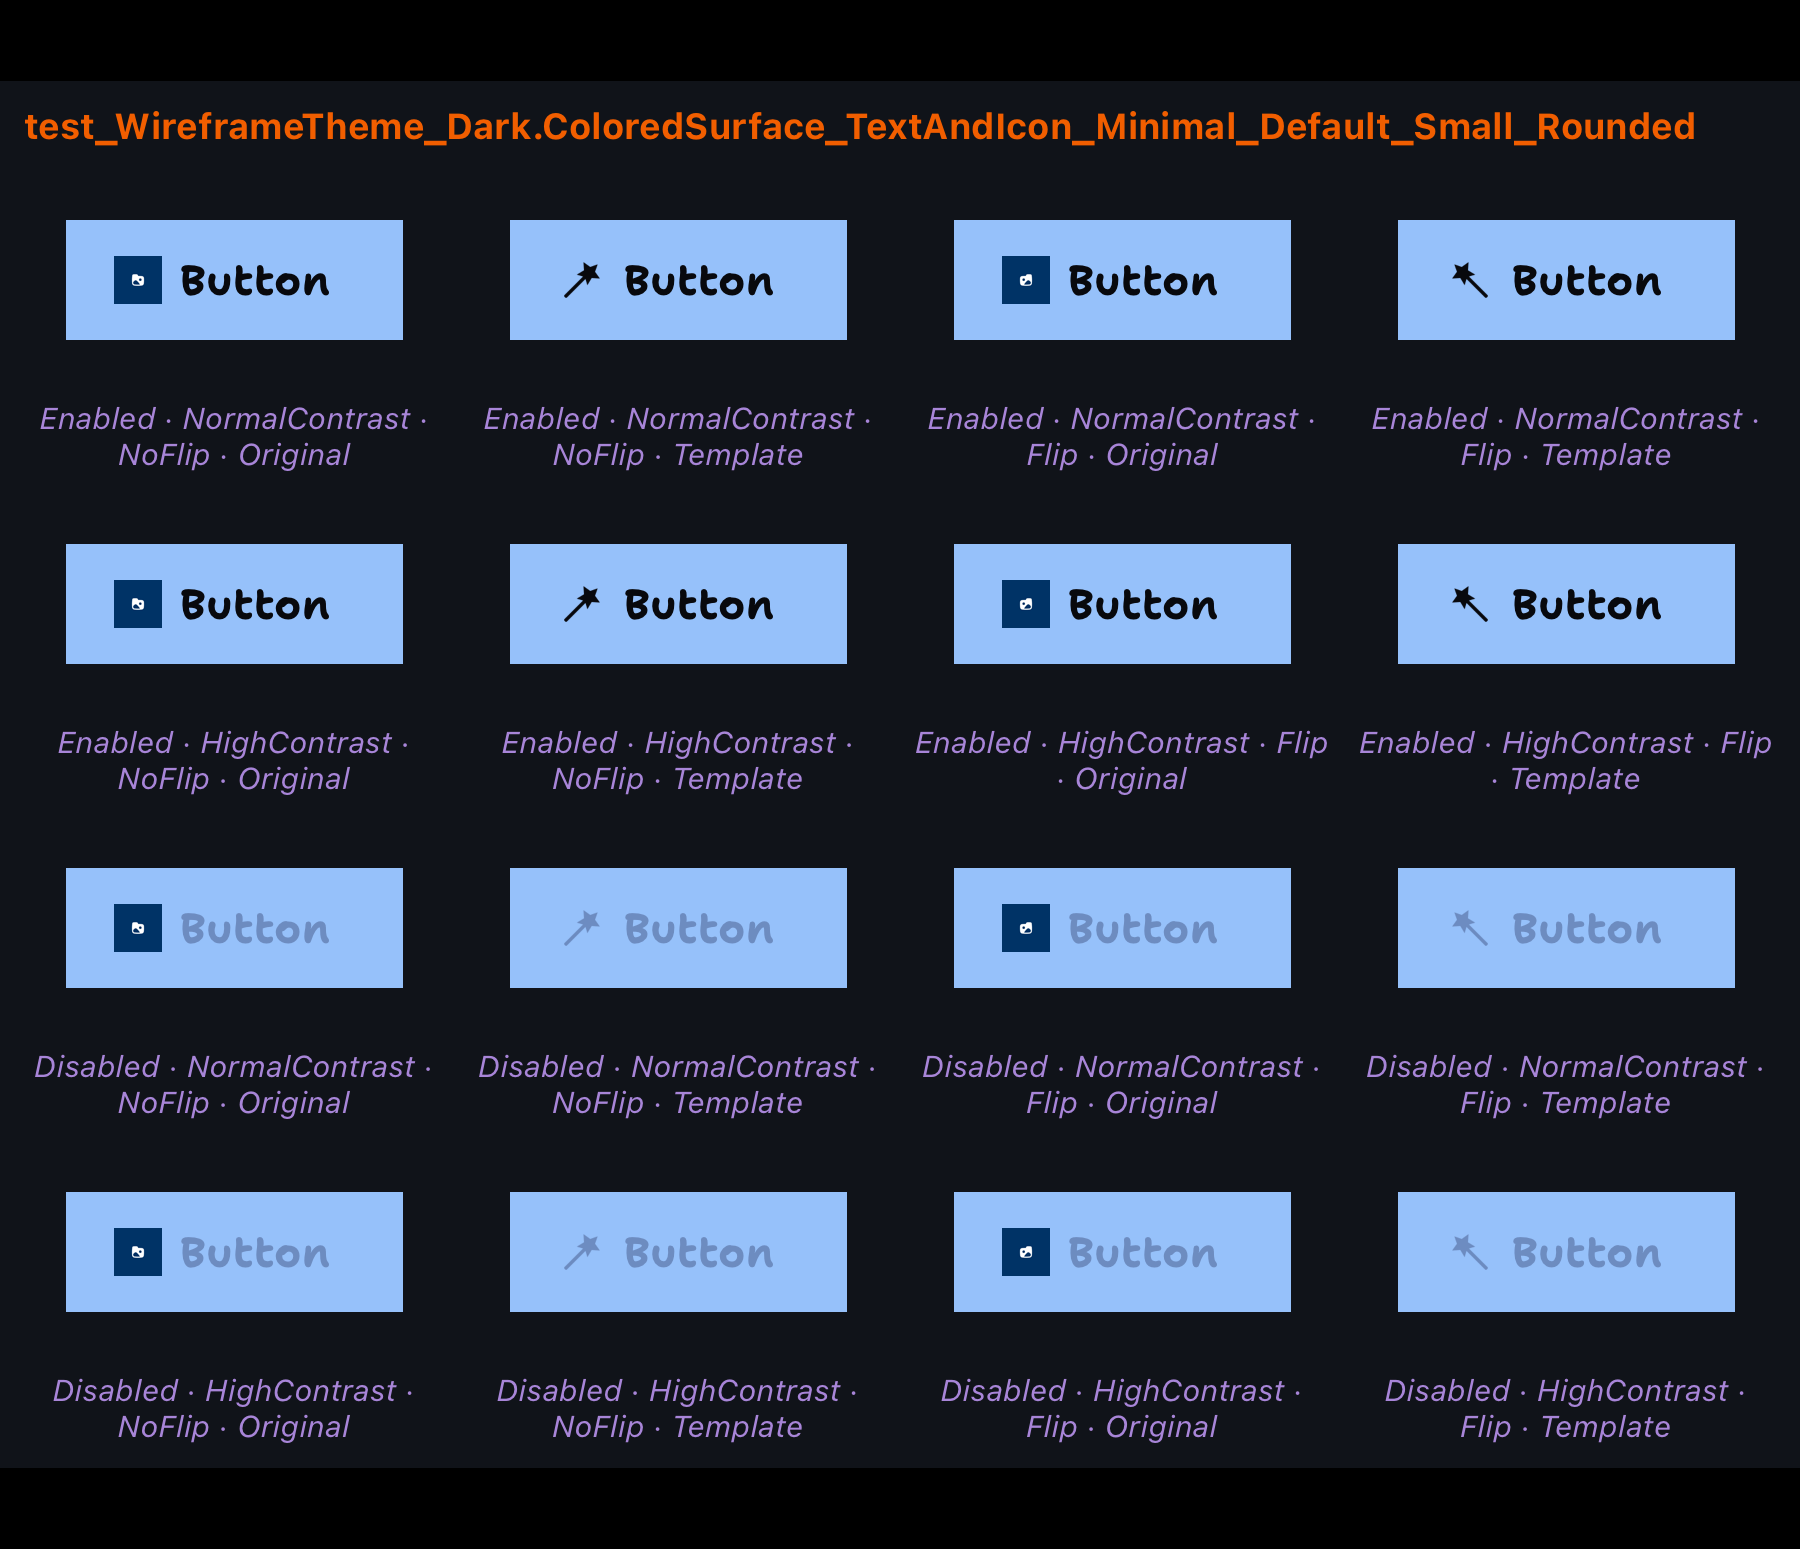 test_WireframeTheme_Dark.ColoredSurface_TextAndIcon_Minimal_Default_Small_Rounded
Button
Button
Button
Button
Enabled · NormalContrast ·
NoFlip · Original
Enabled · NormalContrast ·
NoFlip · Template
Enabled · NormalContrast ·
Flip · Original
Enabled · NormalContrast ·
Flip · Template
Button
Button
Button
Button
Enabled · HighContrast ·
NoFlip · Original
Enabled · HighContrast ·
NoFlip · Template
Enabled · HighContrast · Flip
· Original
Enabled · HighContrast · Flip
· Template
Button
Button
Button
Button
Disabled · NormalContrast ·
NoFlip · Original
Disabled · NormalContrast ·
NoFlip · Template
Disabled · NormalContrast ·
Flip · Original
Disabled · NormalContrast ·
Flip · Template
Button
Button
Button
Button
Disabled · HighContrast ·
NoFlip · Original
Disabled · HighContrast ·
NoFlip · Template
Disabled · HighContrast ·
Flip · Original
Disabled · HighContrast ·
Flip · Template